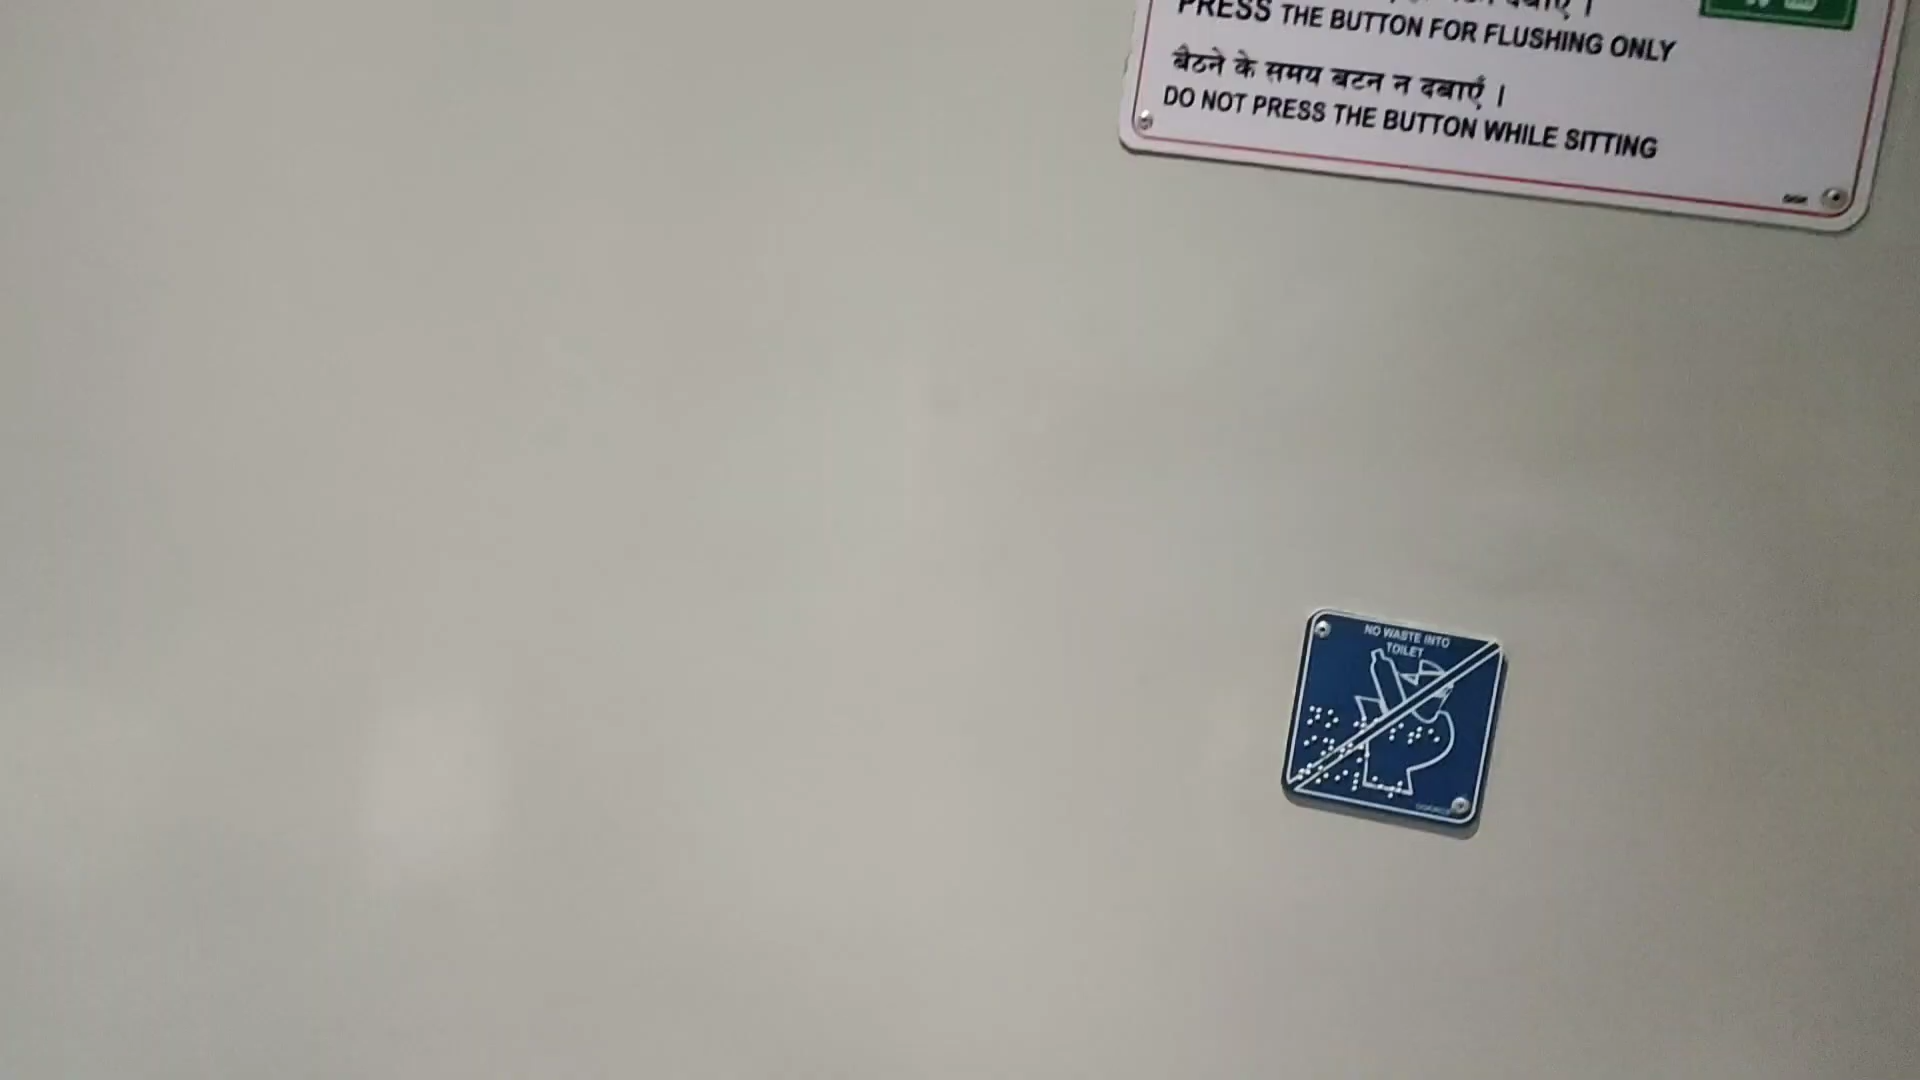 दबाएँ ।
PRESS THE BUTTON FOR FLUSHING ONLY
बैठने के समय बटन न दबाएँ ।
DO NOT PRESS THE BUTTON WHILE SITTING
NO WASTE INTO
TOILET